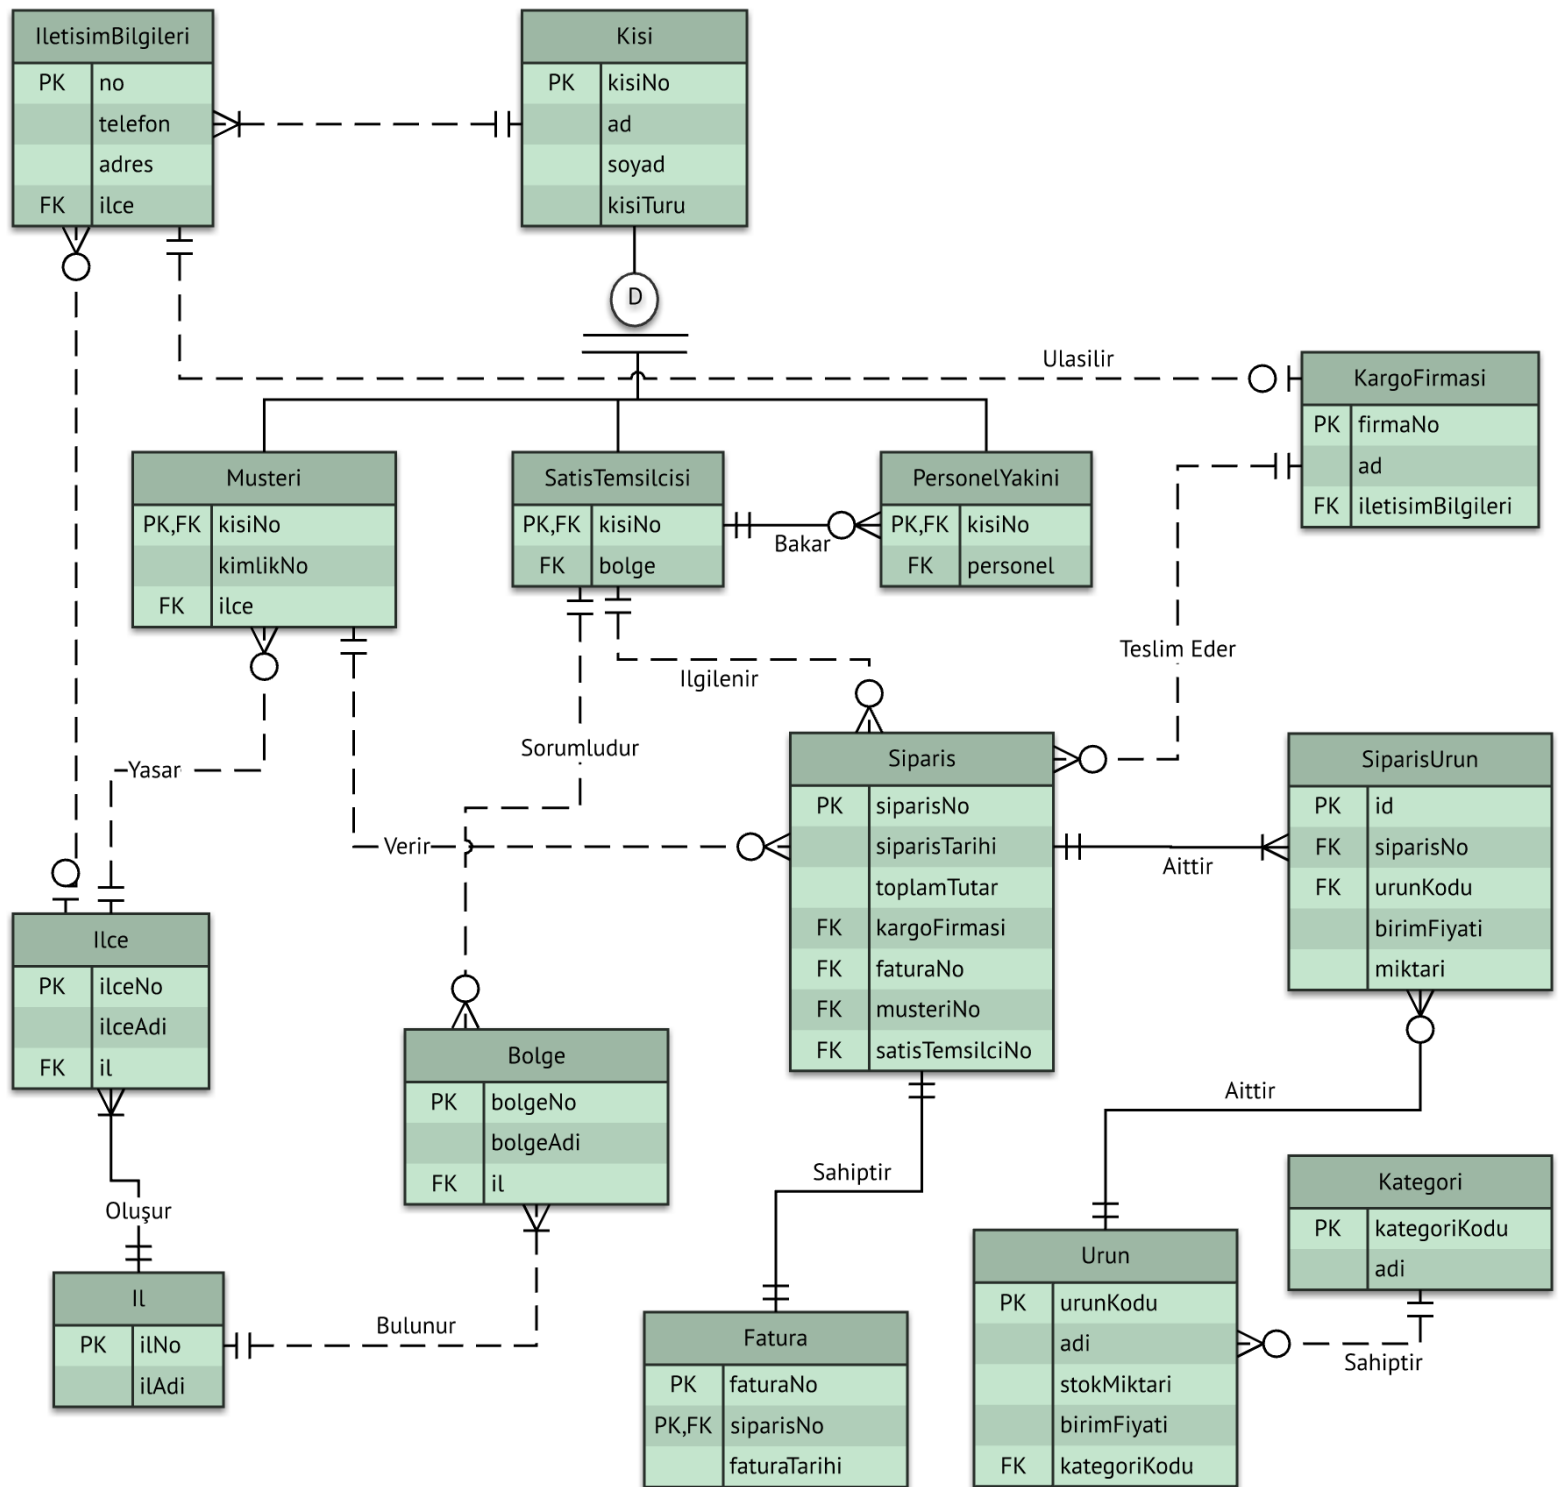 IletisimBilgileri
PK no
telefon
adres
FK ilce
Kisi
PK kisiNo
ad
soyad
kisiTuru
D
Ulasilir
KargoFirmasi
PK firmaNo
ad
FK iletisimBilgileri
Musteri
PK,FK kisiNo
kimlikNo
FK ilce
SatisTemsilcisi
PK,FK kisiNo
FK bolge
Bakar
PersonelYakini
PK,FK kisiNo
FK personel
Teslim Eder
Ilgilenir
Sorumludur
Yasar
Verir
Siparis
PK siparisNo
siparisTarihi
toplamTutar
FK kargoFirmasi
FK faturaNo
FK musteriNo
FK satisTemsilciNo
Aittir
SiparisUrun
PK id
FK siparisNo
FK urunKodu
birimFiyati
miktari
Ilce
PK ilceNo
ilceAdi
FK il
Bolge
PK bolgeNo
bolgeAdi
FK il
Aittir
Sahiptir
Oluşur
Kategori
PK kategoriKodu
adi
Il
PK ilNo
ilAdi
Bulunur
Fatura
PK faturaNo
PK,FK siparisNo
faturaTarihi
Urun
PK urunKodu
adi
stokMiktari
birimFiyati
FK kategoriKodu
Sahiptir